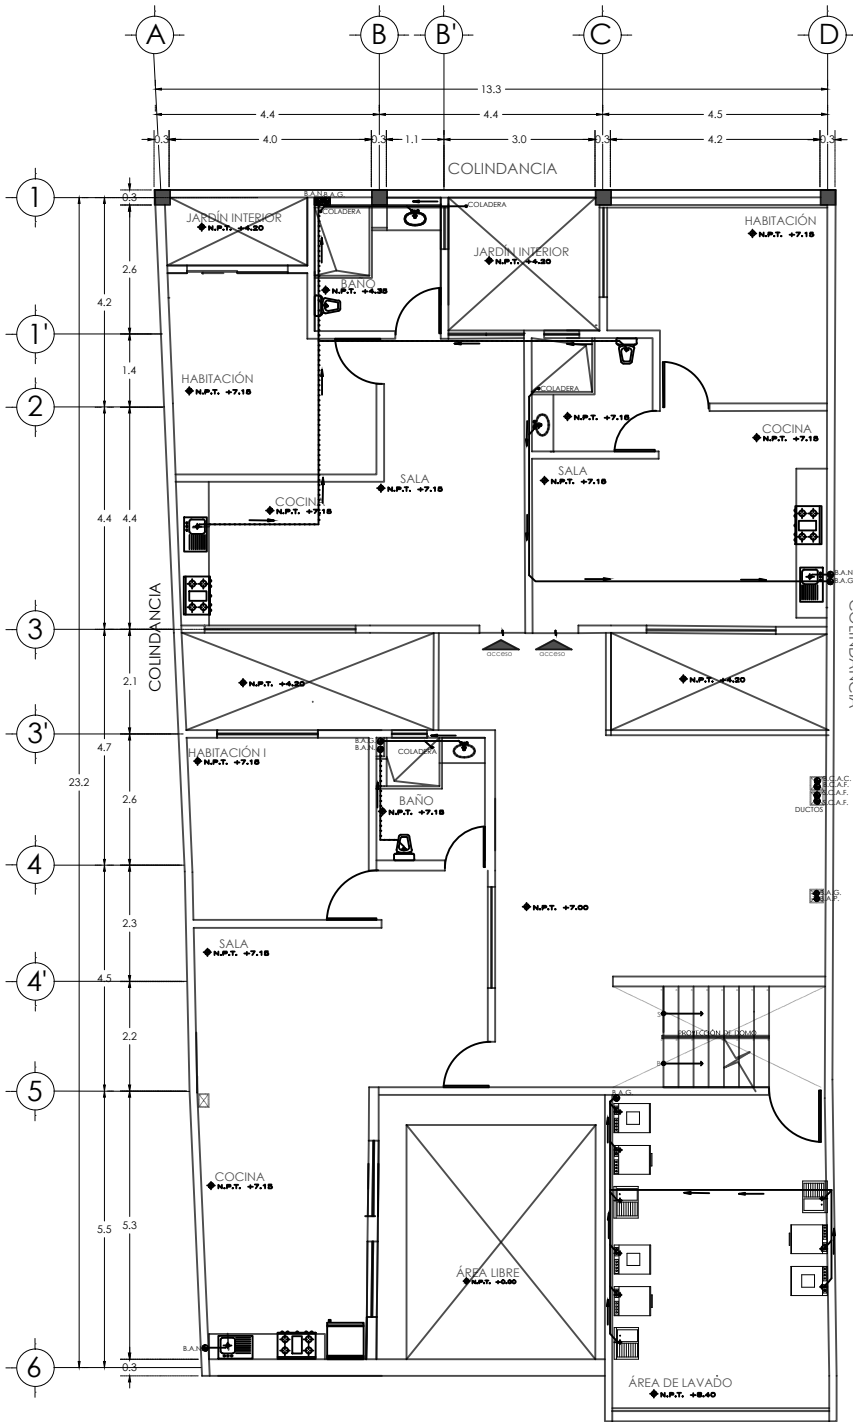 A B B' C D
13.3
4.4 4.4 4.5
0.3 4.0 0.3 1.1 3.0 0.3 4.2 0.3
COLINDANCIA
1
0.3
B.A.N. B.A.G.
COLADERA
COLADERA
JARDÍN INTERIOR
N.P.T. +4.20
HABITACIÓN
N.P.T. +7.15
JARDÍN INTERIOR
N.P.T. +4.20
2.6
BAÑO
N.P.T. +4.35
4.2
1'
1.4
HABITACIÓN
N.P.T. +7.15
COLADERA
2
N.P.T. +7.15
COCINA
N.P.T. +7.15
SALA
N.P.T. +7.15
SALA
N.P.T. +7.15
COCINA
N.P.T. +7.15
4.4 4.4
B.A.N.
B.A.G.
COLINDANCIA
COLINDANCIA
3
acceso acceso
2.1
N.P.T. +4.20
N.P.T. +4.20
3'
4.7
B.A.G.
B.A.N.
COLADERA
HABITACIÓN I
N.P.T. +7.15
23.2
B.C.A.C.
B.C.A.F.
S.C.A.F.
S.C.A.F.
DUCTOS
2.6
BAÑO
N.P.T. +7.15
4
B.A.G.
B.A.P.
N.P.T. +7.00
2.3
SALA
N.P.T. +7.15
4.5
4'
S
PROYECCIÓN DE DOMO
B
2.2
5
B.A.G.
COCINA
N.P.T. +7.15
5.5
5.3
ÁREA LIBRE
N.P.T. +0.00
B.A.N.
6
0.3
ÁREA DE LAVADO
N.P.T. +8.40